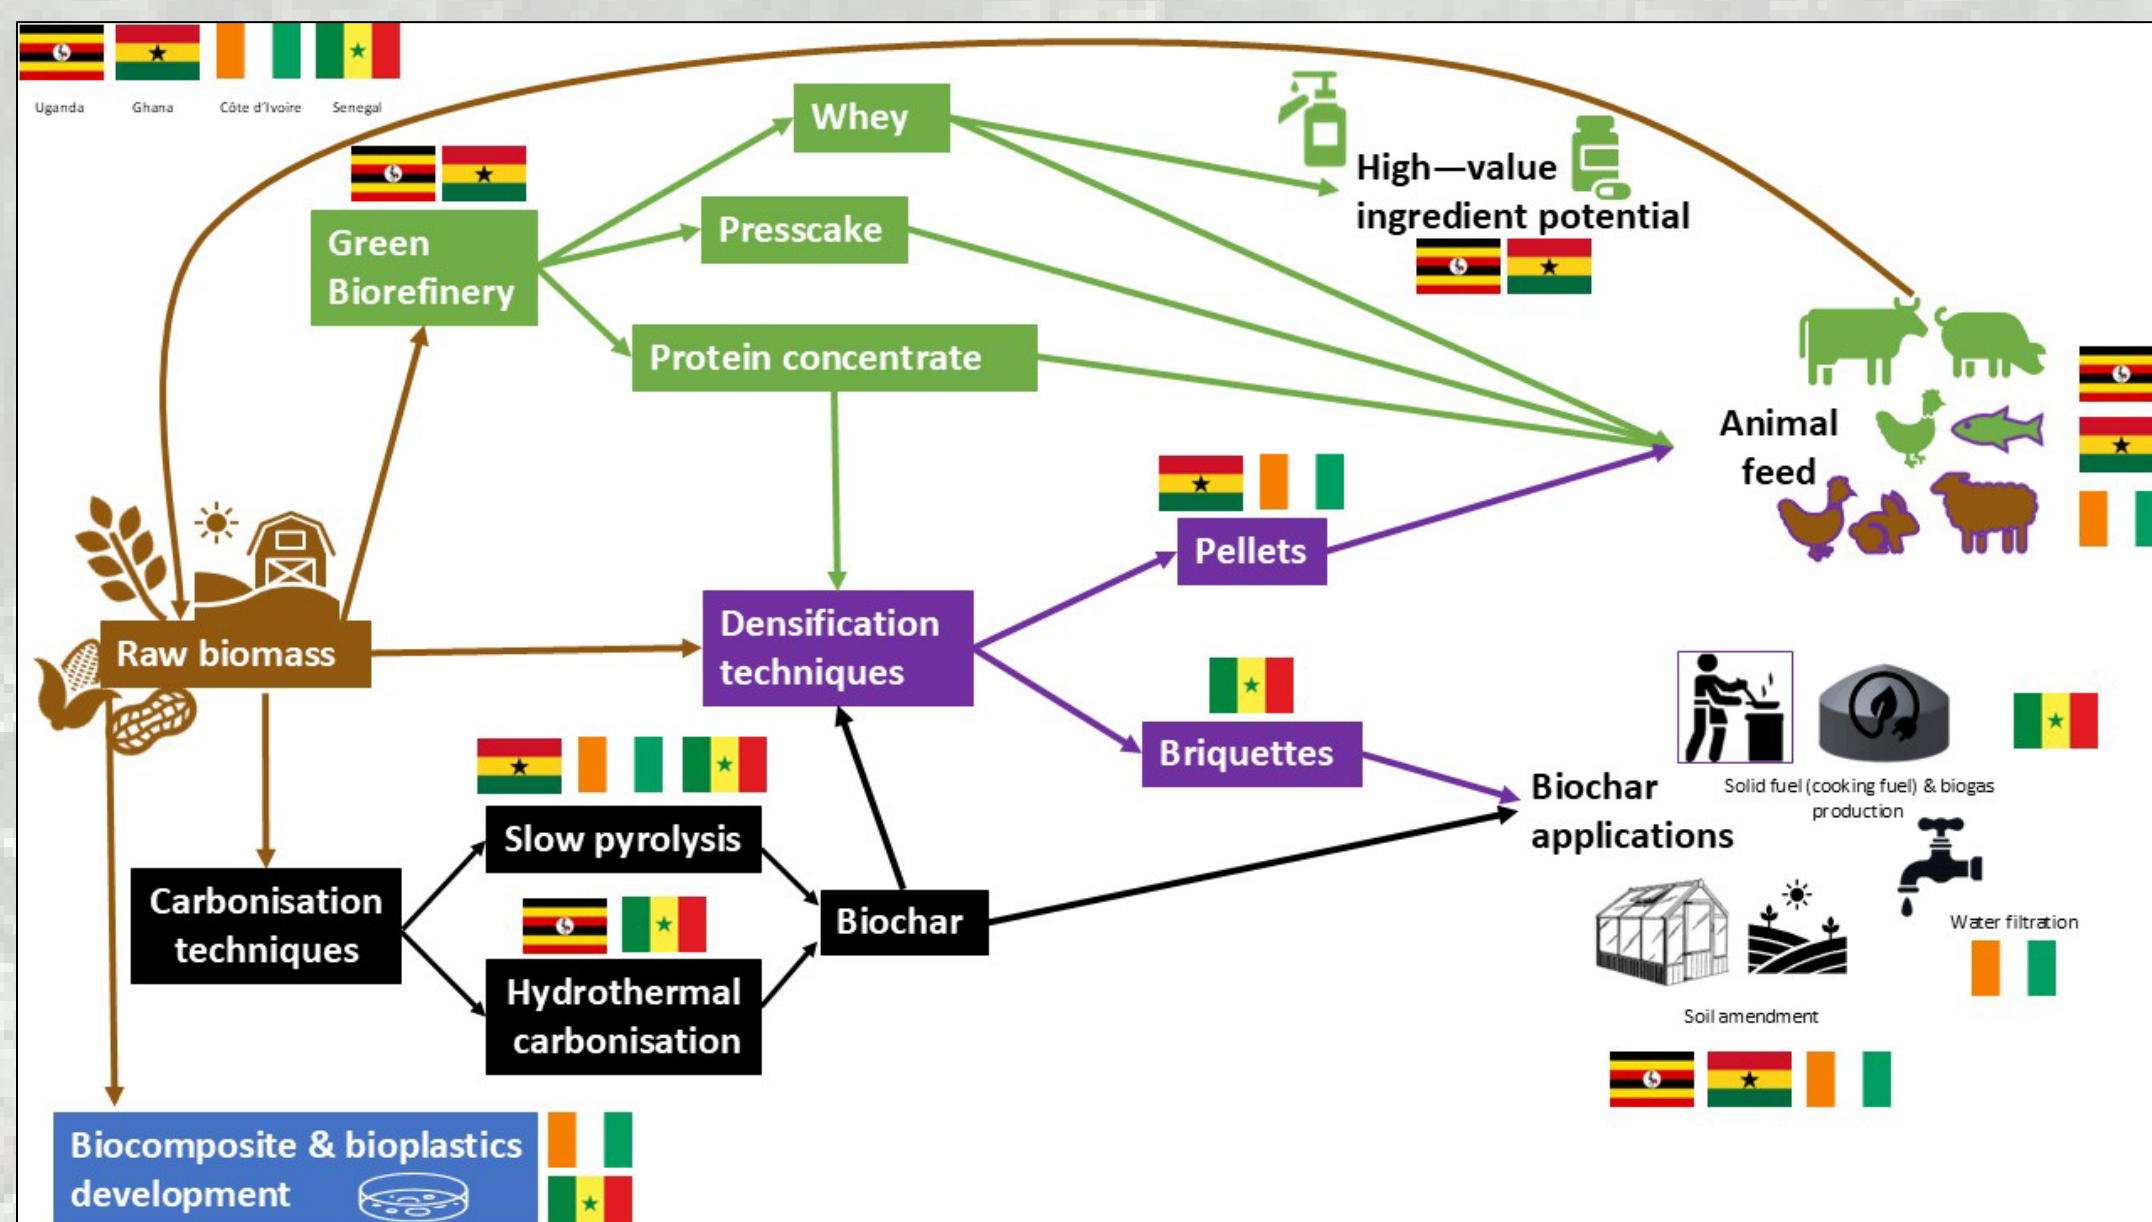 Uganda
Ghana
Côte d'Ivoire
Senegal
Whey
High—value
ingredient potential
Presscake
Green
Biorefinery
Protein concentrate
Animal
feed
Pellets
Densification
techniques
Raw biomass
Briquettes
Biochar
applications
Solid fuel (cooking fuel) & biogas
production
Slow pyrolysis
Carbonisation
techniques
Biochar
Water filtration
Hydrothermal
carbonisation
Soil amendment
Biocomposite & bioplastics
development